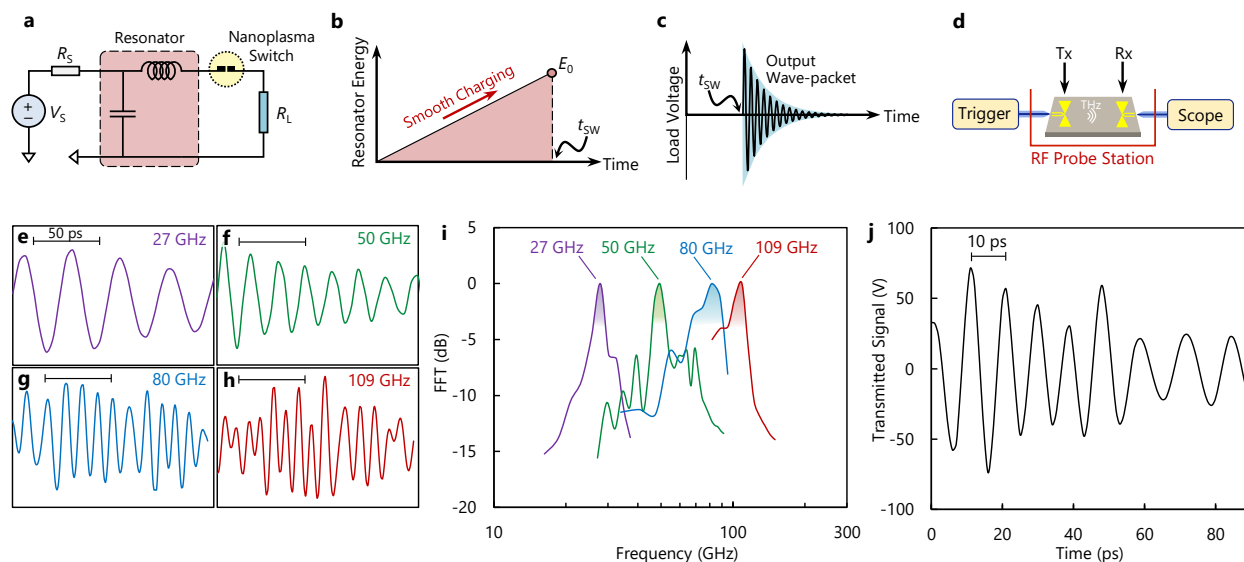 a
Resonator
Nanoplasma
Switch
RS
VS
RL
b
Resonator Energy
Smooth Charging
E0
tSW
Time
c
Load Voltage
tSW
Output
Wave-packet
Time
d
Tx
Rx
Trigger
THz
Scope
RF Probe Station
e
50 ps
27 GHz
f
50 GHz
g
80 GHz
h
109 GHz
i
5
0
-5
-10
-15
-20
FFT (dB)
27 GHz
50 GHz
80 GHz
109 GHz
10
100
300
Frequency (GHz)
j
100
50
0
-50
-100
Transmitted Signal (V)
10 ps
0
20
40
60
80
Time (ps)